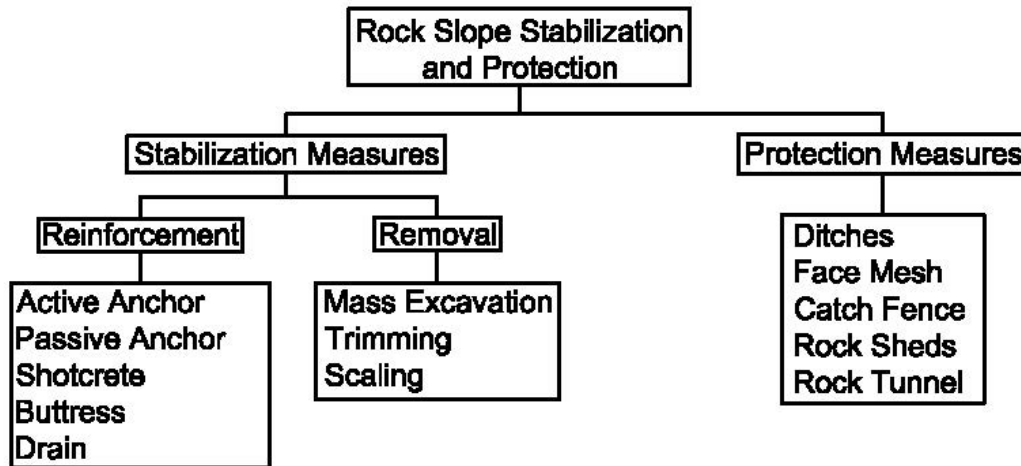 Rock Slope Stabilization
and Protection
Stabilization Measures
Protection Measures
Reinforcement
Removal
Active Anchor
Passive Anchor
Shotcrete
Buttress
Drain
Mass Excavation
Trimming
Scaling
Ditches
Face Mesh
Catch Fence
Rock Sheds
Rock Tunnel